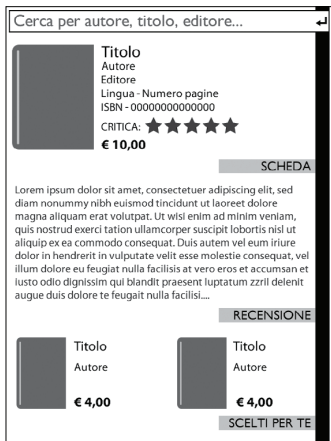 Cerca per autore, titolo, editore...
Titolo
Autore
Editore
Lingua - Numero pagine
ISBN - 00000000000000
CRITICA:
€ 10,00
SCHEDA
Lorem ipsum dolor sit amet, consectetuer adipiscing elit, sed
diam nonummy nibh euismod tincidunt ut laoreet dolore
magna aliquam erat volutpat. Ut wisi enim ad minim veniam,
quis nostrud exerci tation ullamcorper suscipit lobortis nisl ut
aliquip ex ea commodo consequat. Duis autem vel eum iriure
dolor in hendrerit in vulputate velit esse molestie consequat, vel
illum dolore eu feugiat nulla facilisis at vero eros et accumsan et
iusto odio dignissim qui blandit praesent luptatum zzril delenit
augue duis dolore te feugait nulla facilisi....
RECENSIONE
Titolo
Autore
€ 4,00
Titolo
Autore
€ 4,00
SCELTI PER TE